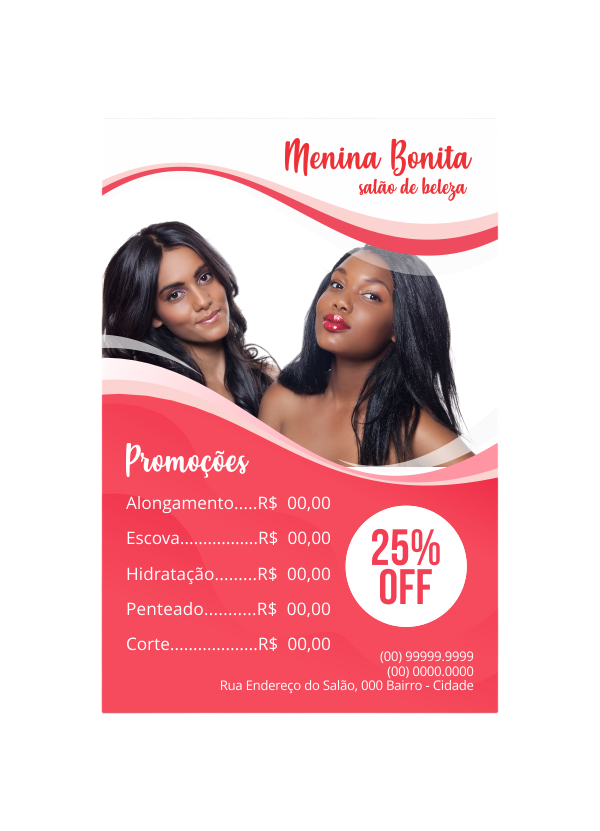 Menina Bonita
salão de beleza
Promoções
Alongamento.....R$ 00,00
Escova.................R$ 00,00
Hidratação.........R$ 00,00
Penteado...........R$ 00,00
Corte...................R$ 00,00
25%
OFF
(00) 99999.9999
(00) 0000.0000
Rua Endereço do Salão, 000 Bairro - Cidade